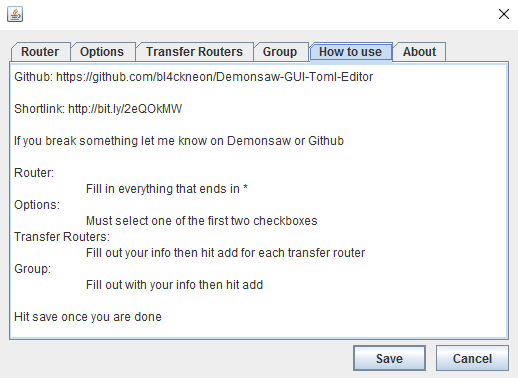 Router Options Transfer Routers Group How to use About
Github: https://github.com/bl4ckneon/Demonsaw-GUI-Toml-Editor
Shortlink: http://bit.ly/2eQOkMW
If you break something let me know on Demonsaw or Github
Router:
Fill in everything that ends in *
Options:
Must select one of the first two checkboxes
Transfer Routers:
Fill out your info then hit add for each transfer router
Group:
Fill out with your info then hit add
Hit save once you are done
Save Cancel